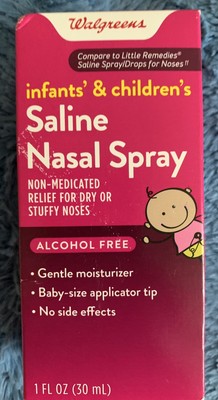 Walgreens
Compare to Little Remedies®
Saline Spray/Drops for Noses††
infants' & children's
Saline
Nasal Spray
NON-MEDICATED
RELIEF FOR DRY OR
STUFFY NOSES
ALCOHOL FREE
• Gentle moisturizer
• Baby-size applicator tip
• No side effects
1 FL OZ (30 mL)